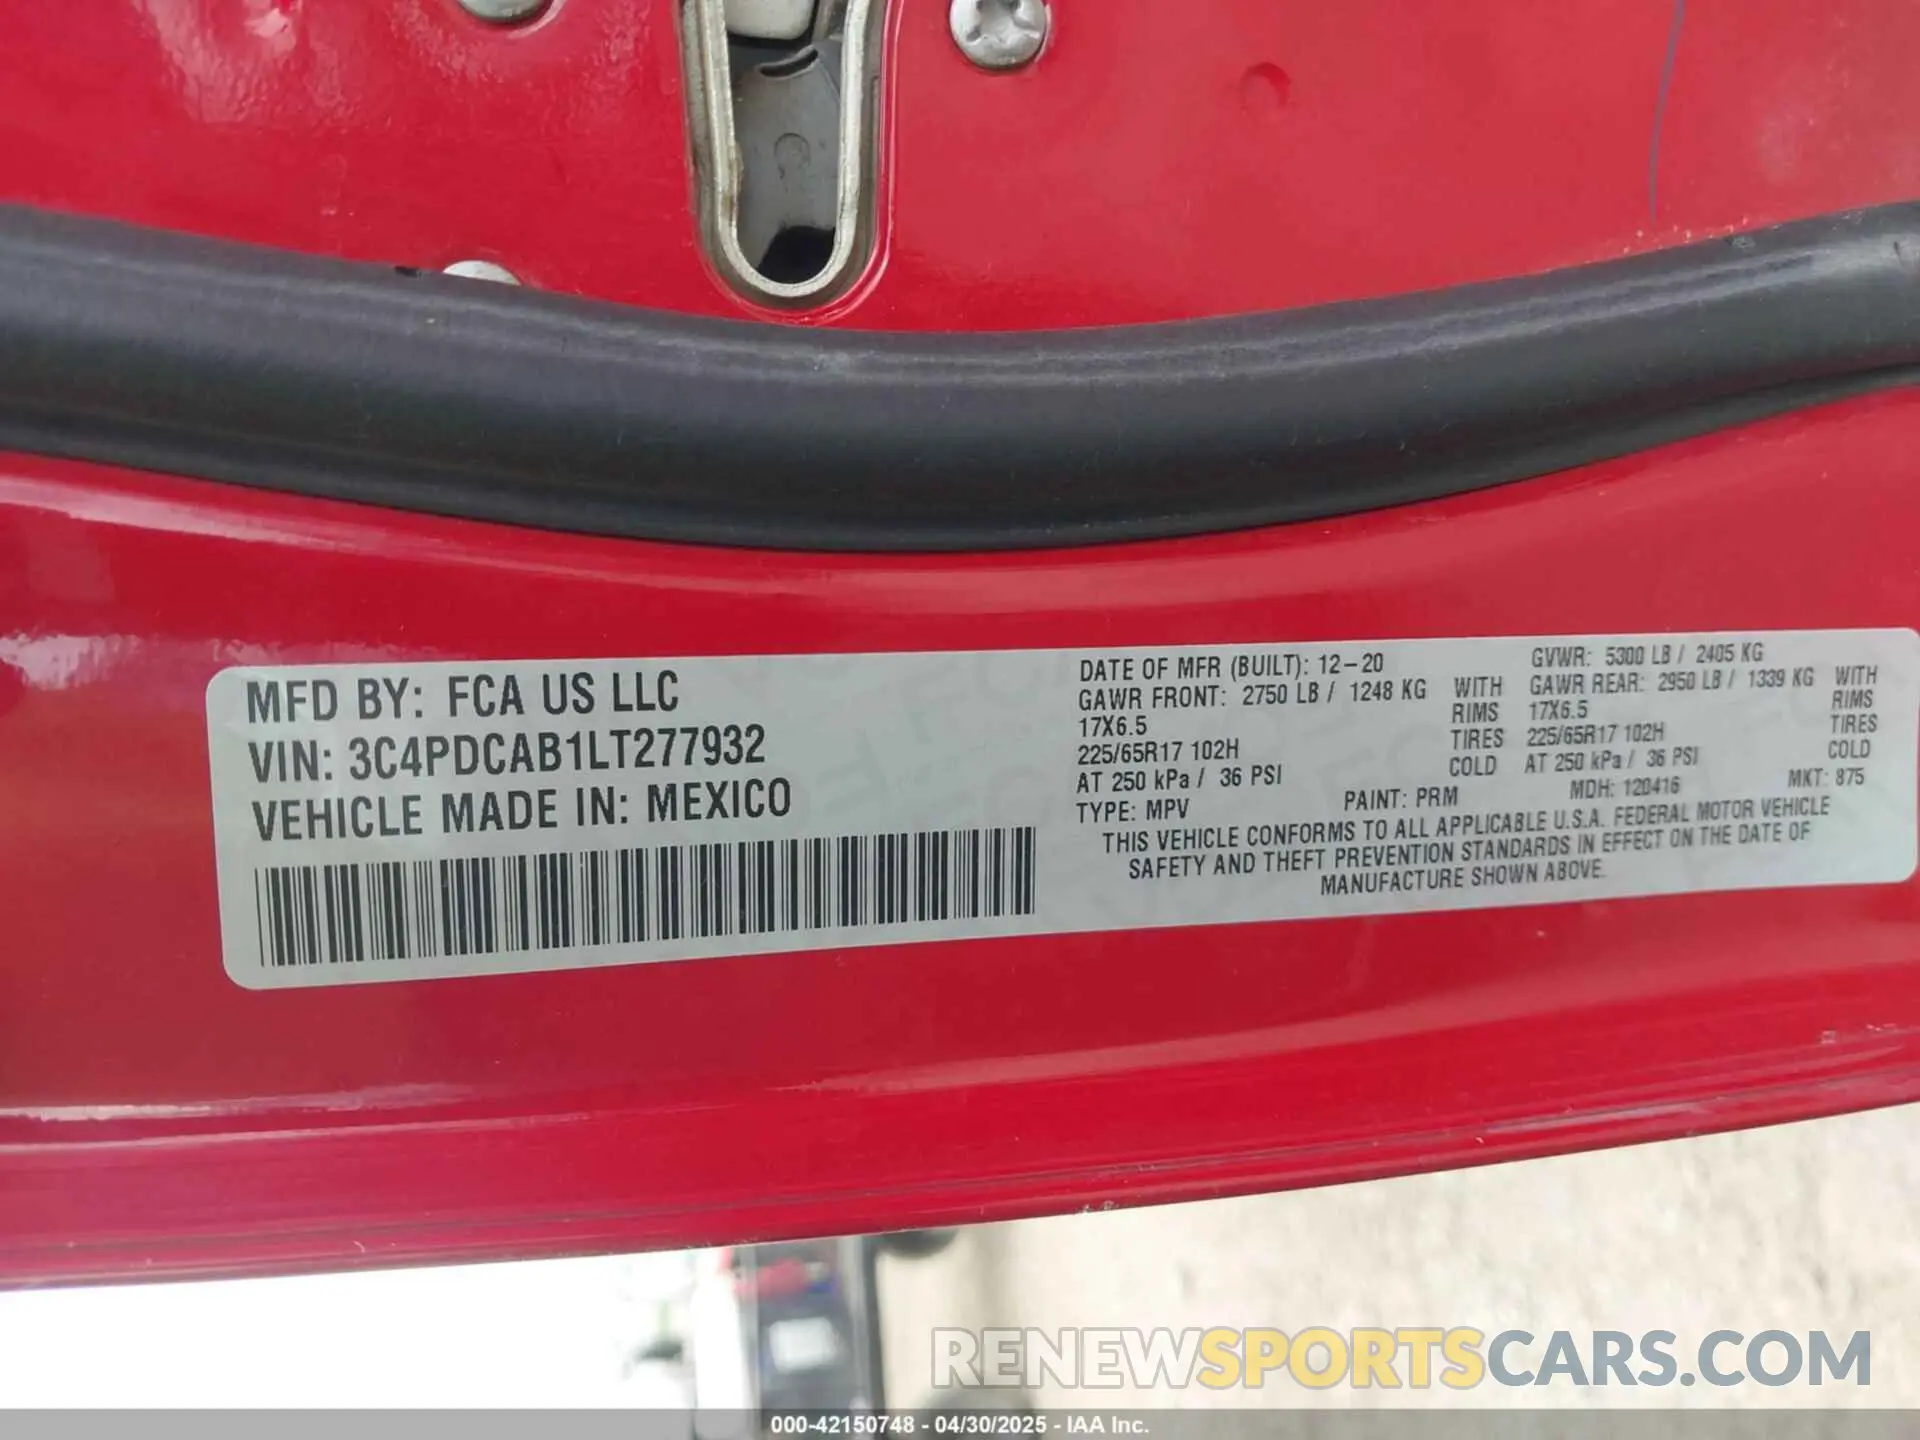 MFD BY: FCA US LLC
VIN: 3C4PDCAB1LT277932
VEHICLE MADE IN: MEXICO
DATE OF MFR (BUILT): 12-20 GVWR: 5300 LB / 2405 KG
GAWR FRONT: 2750 LB / 1248 KG WITH GAWR REAR: 2950 LB / 1339 KG WITH
17X6.5 RIMS 17X6.5 RIMS
225/65R17 102H TIRES 225/65R17 102H TIRES
AT 250 kPa / 36 PSI COLD AT 250 kPa / 36 PSI COLD
TYPE: MPV PAINT: PRM MDH: 120416 MKT: 875
THIS VEHICLE CONFORMS TO ALL APPLICABLE U.S.A. FEDERAL MOTOR VEHICLE
SAFETY AND THEFT PREVENTION STANDARDS IN EFFECT ON THE DATE OF
MANUFACTURE SHOWN ABOVE.
RENEWSPORTSCARS.COM
000-42150748 - 04/30/2025 - IAA Inc.